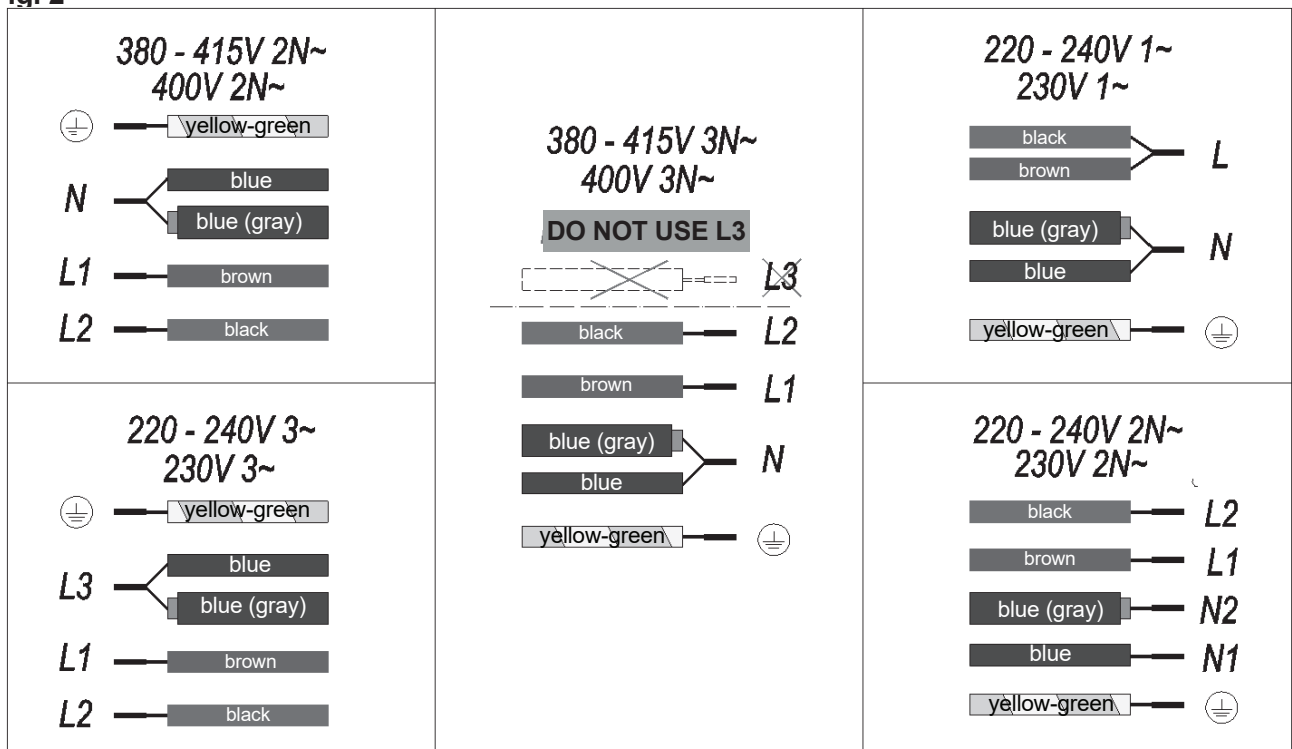 380 - 415V 2N~
400V 2N~
yellow-green
N
blue
blue (gray)
L1
brown
L2
black
220 - 240V 3~
230V 3~
yellow-green
L3
blue
blue (gray)
L1
brown
L2
black
380 - 415V 3N~
400V 3N~
DO NOT USE L3
L3
black
L2
brown
L1
blue (gray)
N
blue
yellow-green
220 - 240V 1~
230V 1~
black
L
brown
blue (gray)
N
blue
yellow-green
220 - 240V 2N~
230V 2N~
black
L2
brown
L1
blue (gray)
N2
blue
N1
yellow-green